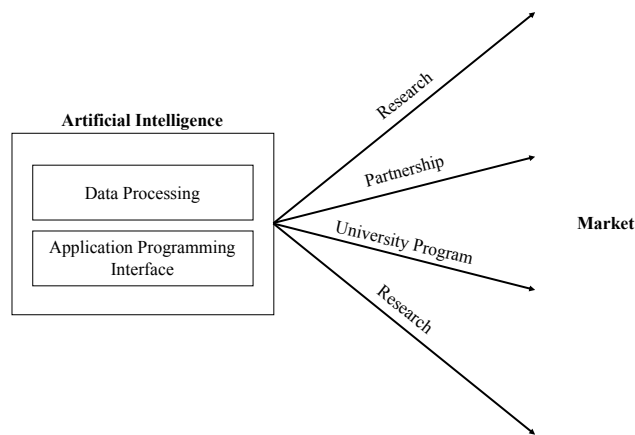 Research
Artificial Intelligence
Partnership
Data Processing
Market
University Program
Application Programming
Interface
Research